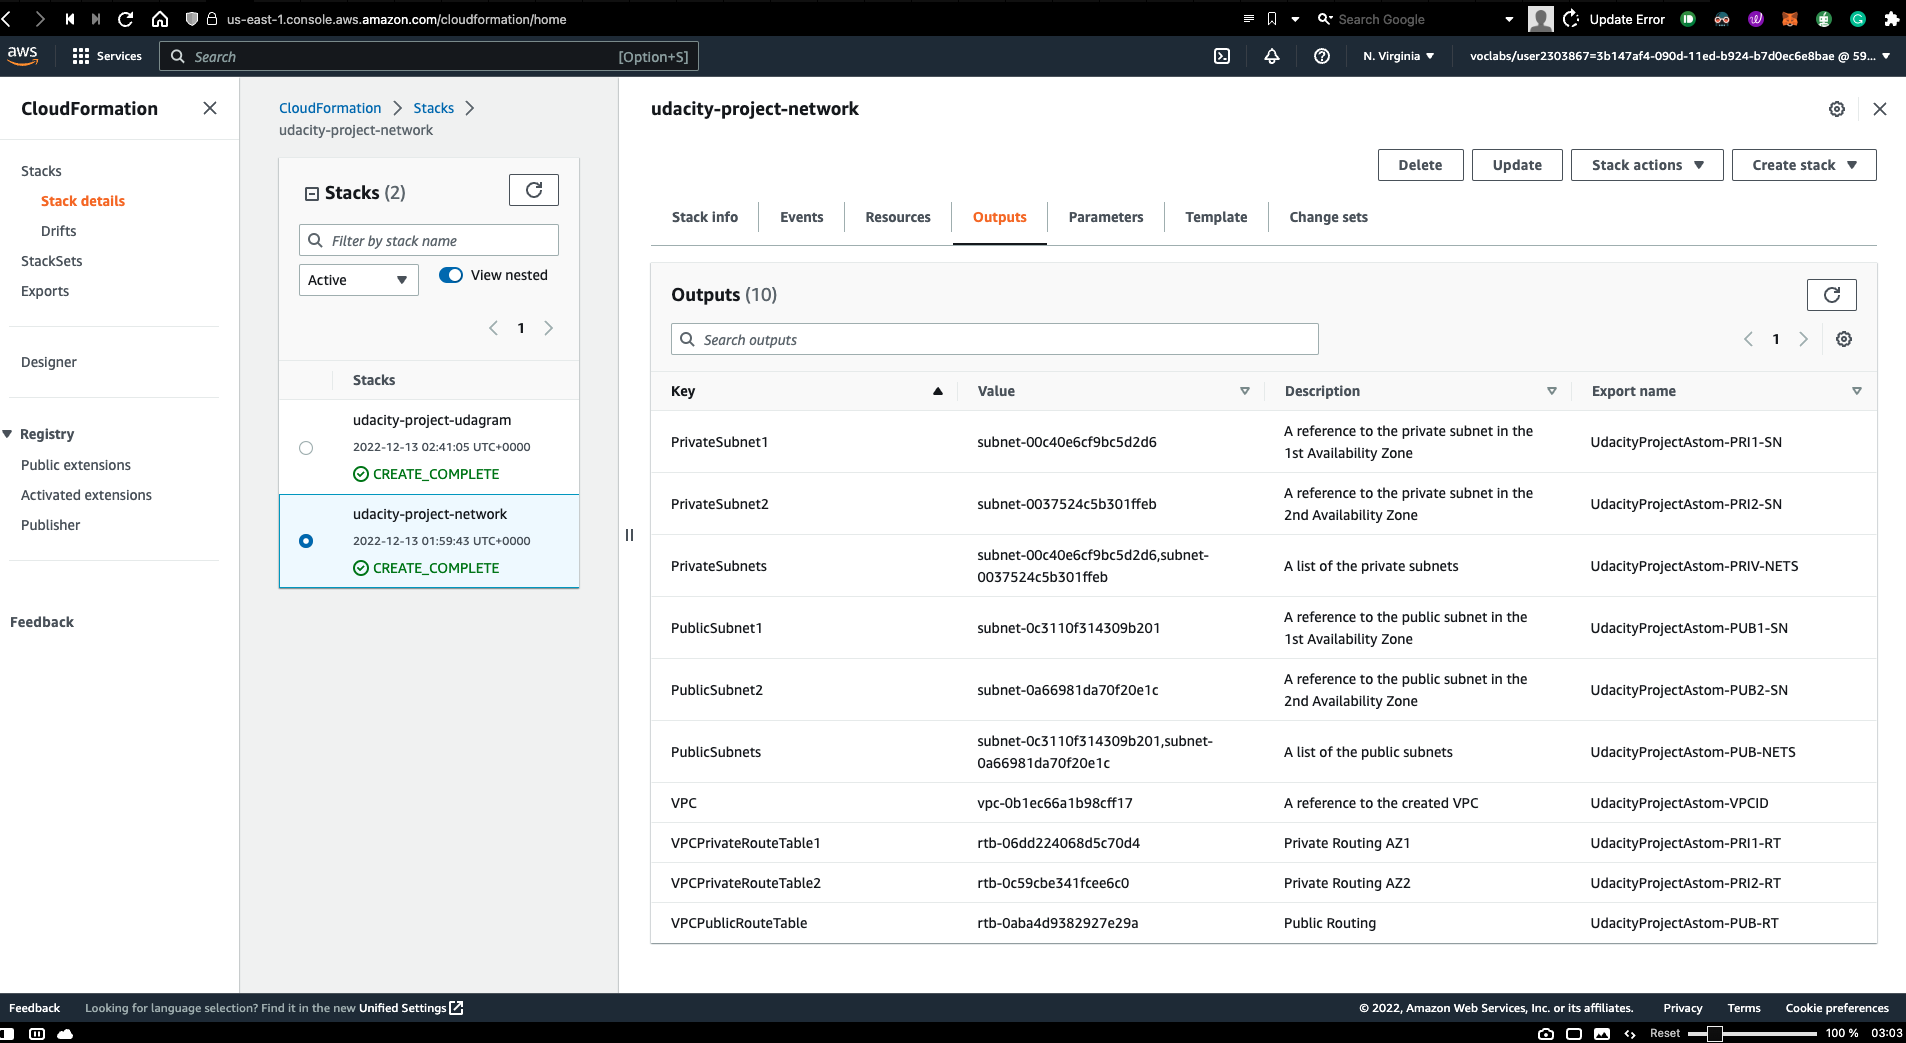 us-east-1.console.aws.amazon.com/cloudformation/home
Search Google
Update Error
aws
Services
Search
[Option+S]
N. Virginia
voclabs/user2303867=3b147af4-090d-11ed-b924-b7d0ec6e8bae @ 59...
CloudFormation
Stacks
Stack details
Drifts
StackSets
Exports
Designer
Registry
Public extensions
Activated extensions
Publisher
Feedback
CloudFormation
Stacks
udacity-project-network
Stacks (2)
Filter by stack name
Active
View nested
1
Stacks
udacity-project-udagram
2022-12-13 02:41:05 UTC+0000
CREATE_COMPLETE
udacity-project-network
2022-12-13 01:59:43 UTC+0000
CREATE_COMPLETE
udacity-project-network
Delete
Update
Stack actions
Create stack
Stack info
Events
Resources
Outputs
Parameters
Template
Change sets
Outputs (10)
Search outputs
1
Key
Value
Description
Export name
PrivateSubnet1
subnet-00c40e6cf9bc5d2d6
A reference to the private subnet in the
1st Availability Zone
UdacityProjectAstom-PRI1-SN
PrivateSubnet2
subnet-0037524c5b301ffeb
A reference to the private subnet in the
2nd Availability Zone
UdacityProjectAstom-PRI2-SN
PrivateSubnets
subnet-00c40e6cf9bc5d2d6,subnet-
0037524c5b301ffeb
A list of the private subnets
UdacityProjectAstom-PRIV-NETS
PublicSubnet1
subnet-0c3110f314309b201
A reference to the public subnet in the
1st Availability Zone
UdacityProjectAstom-PUB1-SN
PublicSubnet2
subnet-0a66981da70f20e1c
A reference to the public subnet in the
2nd Availability Zone
UdacityProjectAstom-PUB2-SN
PublicSubnets
subnet-0c3110f314309b201,subnet-
0a66981da70f20e1c
A list of the public subnets
UdacityProjectAstom-PUB-NETS
VPC
vpc-0b1ec66a1b98cff17
A reference to the created VPC
UdacityProjectAstom-VPCID
VPCPrivateRouteTable1
rtb-06dd224068d5c70d4
Private Routing AZ1
UdacityProjectAstom-PRI1-RT
VPCPrivateRouteTable2
rtb-0c59cbe341fcee6c0
Private Routing AZ2
UdacityProjectAstom-PRI2-RT
VPCPublicRouteTable
rtb-0aba4d9382927e29a
Public Routing
UdacityProjectAstom-PUB-RT
Feedback
Looking for language selection? Find it in the new Unified Settings
© 2022, Amazon Web Services, Inc. or its affiliates.
Privacy
Terms
Cookie preferences
Reset
100 %
03:03